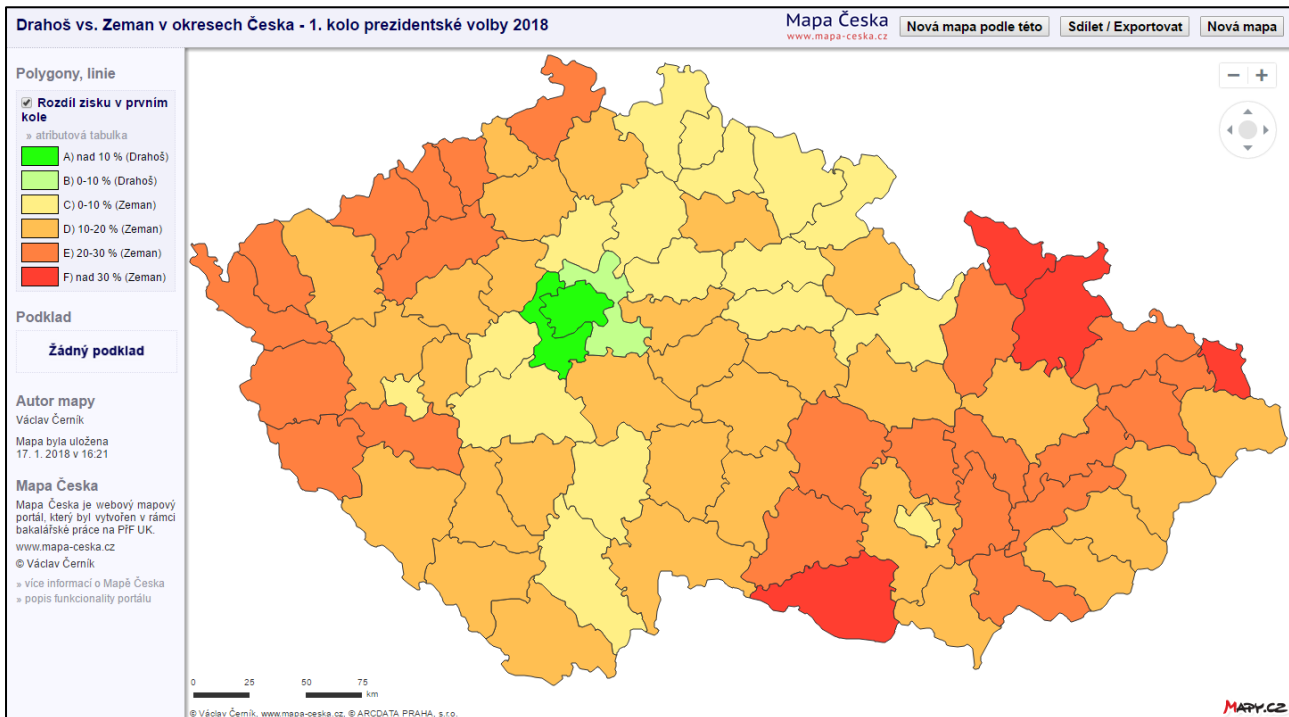 Drahoš vs. Zeman v okresech Česka - 1. kolo prezidentské volby 2018
Mapa Česka
www.mapa-ceska.cz
Nová mapa podle této
Sdílet / Exportovat
Nová mapa
Polygony, linie
Rozdíl zisku v prvním
kole
» atributová tabulka
A) nad 10 % (Drahoš)
B) 0-10 % (Drahoš)
C) 0-10 % (Zeman)
D) 10-20 % (Zeman)
E) 20-30 % (Zeman)
F) nad 30 % (Zeman)
Podklad
Žádný podklad
Autor mapy
Václav Černík
Mapa byla uložena
17. 1. 2018 v 16:21
Mapa Česka
Mapa Česka je webový mapový
portál, který byl vytvořen v rámci
bakalářské práce na PřF UK.
www.mapa-ceska.cz
© Václav Černík
» více informací o Mapě Česka
» popis funkcionality portálu
0 25 50 75
km
© Václav Černík, www.mapa-ceska.cz, © ARCDATA PRAHA, s.r.o.
MAPY.CZ